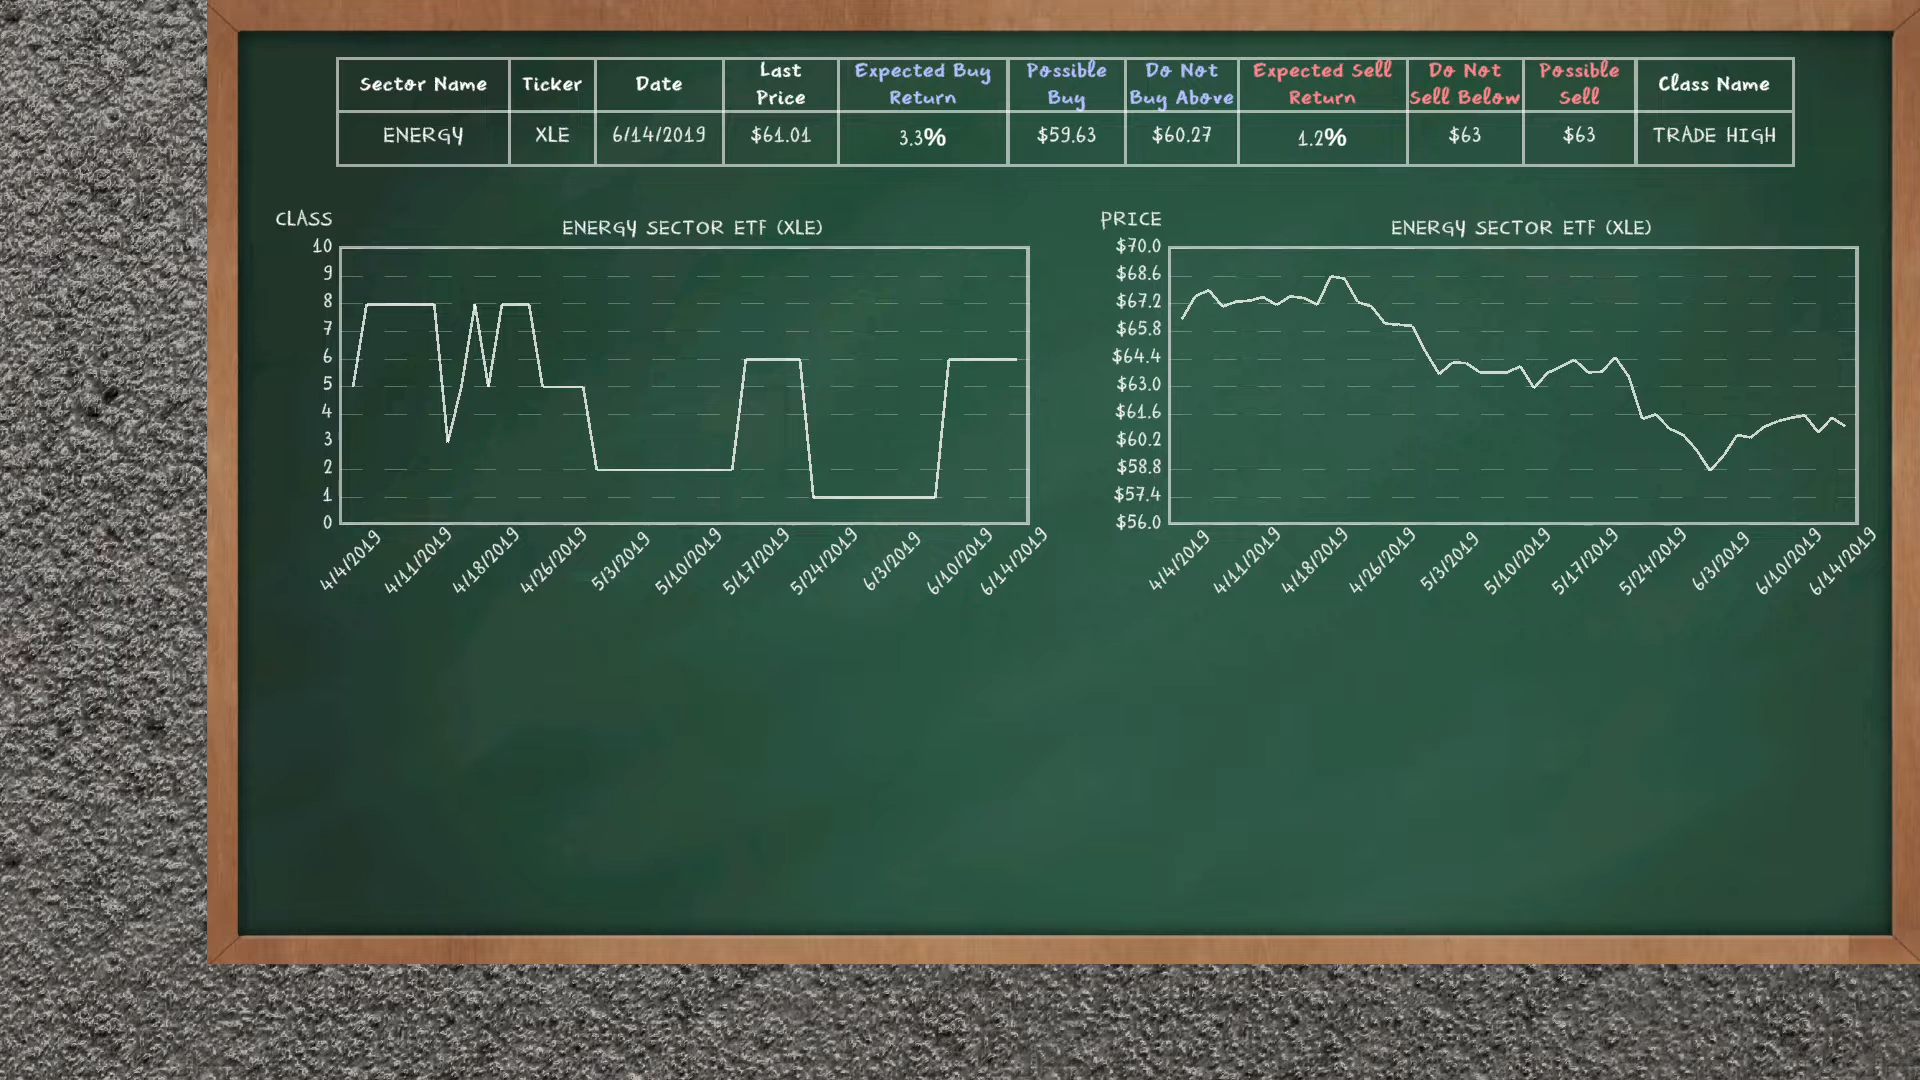 Sector Name Ticker Date Last Price Expected Buy Return Possible Buy Do Not Buy Above Expected Sell Return Do Not Sell Below Possible Sell Class Name
ENERGY XLE 6/14/2019 $61.01 3.3% $59.63 $60.27 1.2% $63 $63 TRADE HIGH
CLASS
ENERGY SECTOR ETF (XLE)
10
9
8
7
6
5
4
3
2
1
0
4/4/2019 4/11/2019 4/18/2019 4/26/2019 5/3/2019 5/10/2019 5/17/2019 5/24/2019 6/3/2019 6/10/2019 6/14/2019
PRICE
ENERGY SECTOR ETF (XLE)
$70.0
$68.6
$67.2
$65.8
$64.4
$63.0
$61.6
$60.2
$58.8
$57.4
$56.0
4/4/2019 4/11/2019 4/18/2019 4/26/2019 5/3/2019 5/10/2019 5/17/2019 5/24/2019 6/3/2019 6/10/2019 6/14/2019